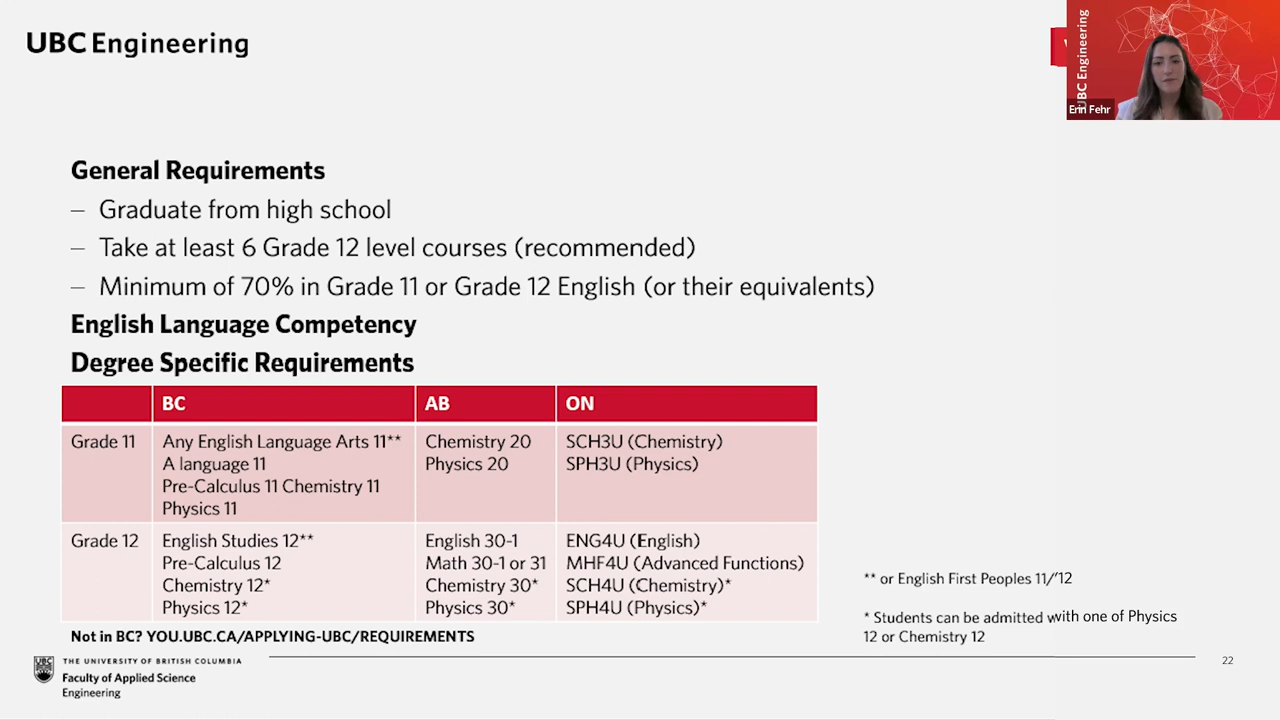 UBC Engineering
UBC Engineering
Erin Fehr
General Requirements
– Graduate from high school
– Take at least 6 Grade 12 level courses (recommended)
– Minimum of 70% in Grade 11 or Grade 12 English (or their equivalents)
English Language Competency
Degree Specific Requirements
BC AB ON
Grade 11
Any English Language Arts 11**
A language 11
Pre-Calculus 11 Chemistry 11
Physics 11
Chemistry 20
Physics 20
SCH3U (Chemistry)
SPH3U (Physics)
Grade 12
English Studies 12**
Pre-Calculus 12
Chemistry 12*
Physics 12*
English 30-1
Math 30-1 or 31
Chemistry 30*
Physics 30*
ENG4U (English)
MHF4U (Advanced Functions)
SCH4U (Chemistry)*
SPH4U (Physics)*
** or English First Peoples 11/12
* Students can be admitted with one of Physics
12 or Chemistry 12
Not in BC? YOU.UBC.CA/APPLYING-UBC/REQUIREMENTS
UBC
THE UNIVERSITY OF BRITISH COLUMBIA
Faculty of Applied Science
Engineering
22